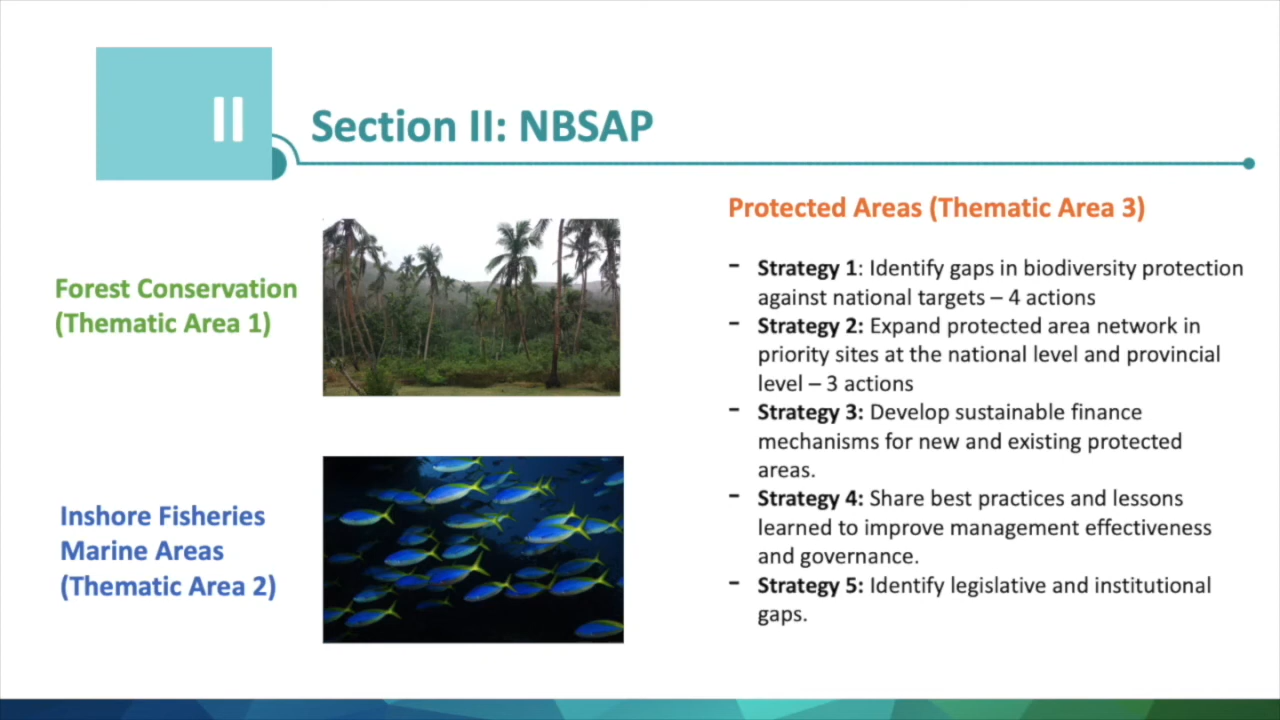 II
Section II: NBSAP
Forest Conservation
(Thematic Area 1)
Inshore Fisheries
Marine Areas
(Thematic Area 2)
Protected Areas (Thematic Area 3)
- Strategy 1: Identify gaps in biodiversity protection
against national targets – 4 actions
- Strategy 2: Expand protected area network in
priority sites at the national level and provincial
level – 3 actions
- Strategy 3: Develop sustainable finance
mechanisms for new and existing protected
areas.
- Strategy 4: Share best practices and lessons
learned to improve management effectiveness
and governance.
- Strategy 5: Identify legislative and institutional
gaps.